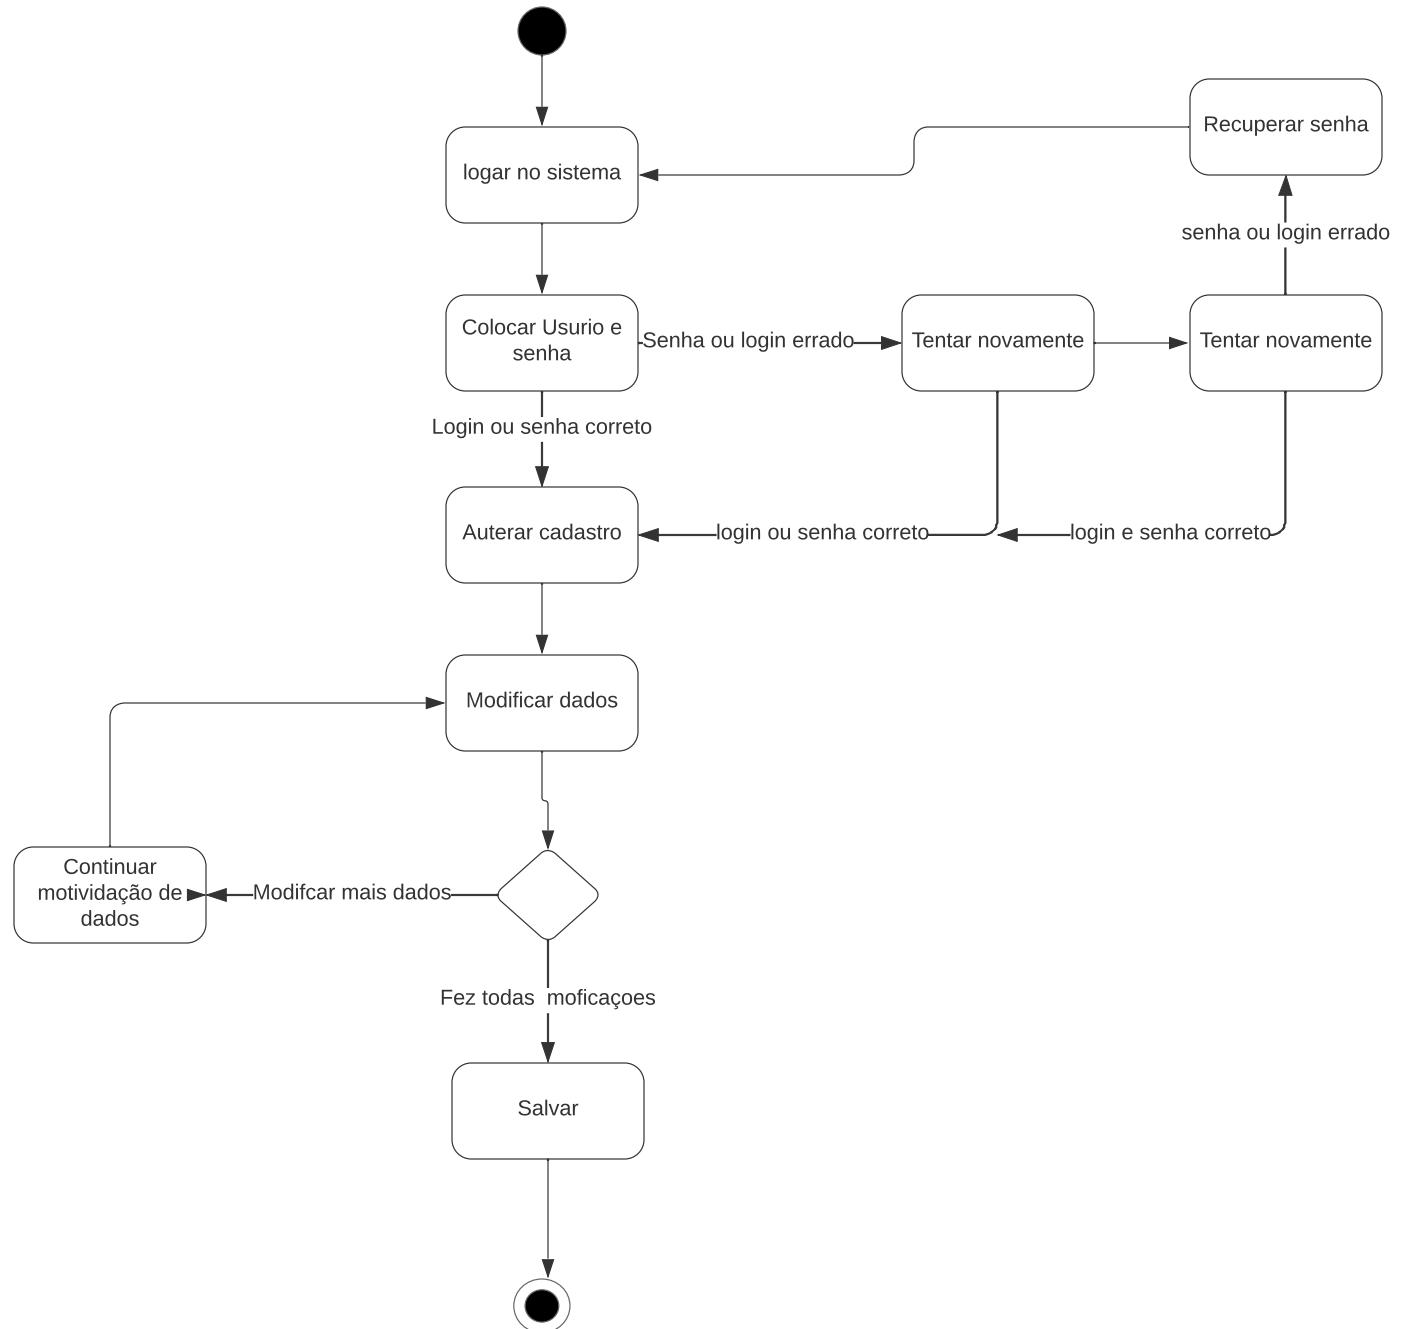 Recuperar senha
logar no sistema
senha ou login errado
Colocar Usurio e
senha
Senha ou login errado
Tentar novamente
Tentar novamente
Login ou senha correto
Auterar cadastro
login ou senha correto
login e senha correto
Modificar dados
Continuar
motividação de
dados
Modifcar mais dados
Fez todas  moficaçoes
Salvar